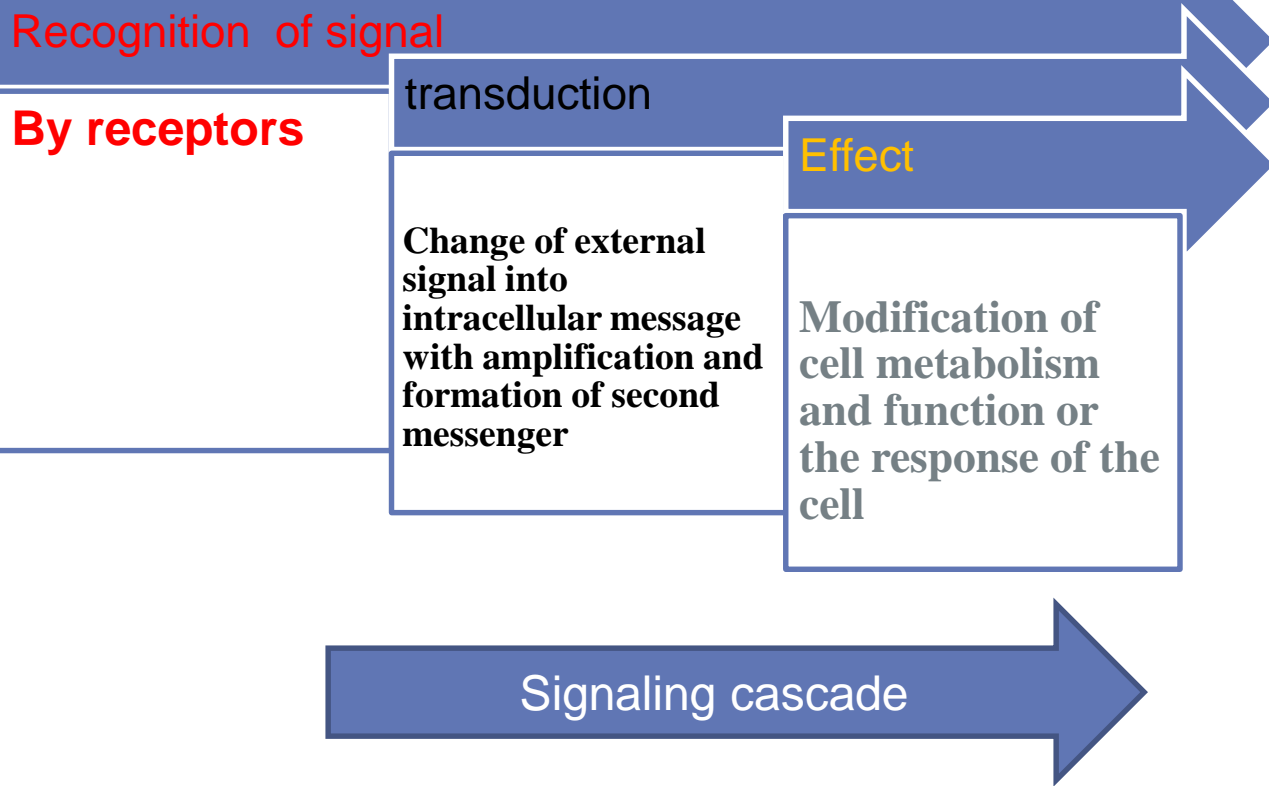 Recognition of signal
By receptors
transduction
Change of external
signal into
intracellular message
with amplification and
formation of second
messenger
Effect
Modification of
cell metabolism
and function or
the response of the
cell
Signaling cascade